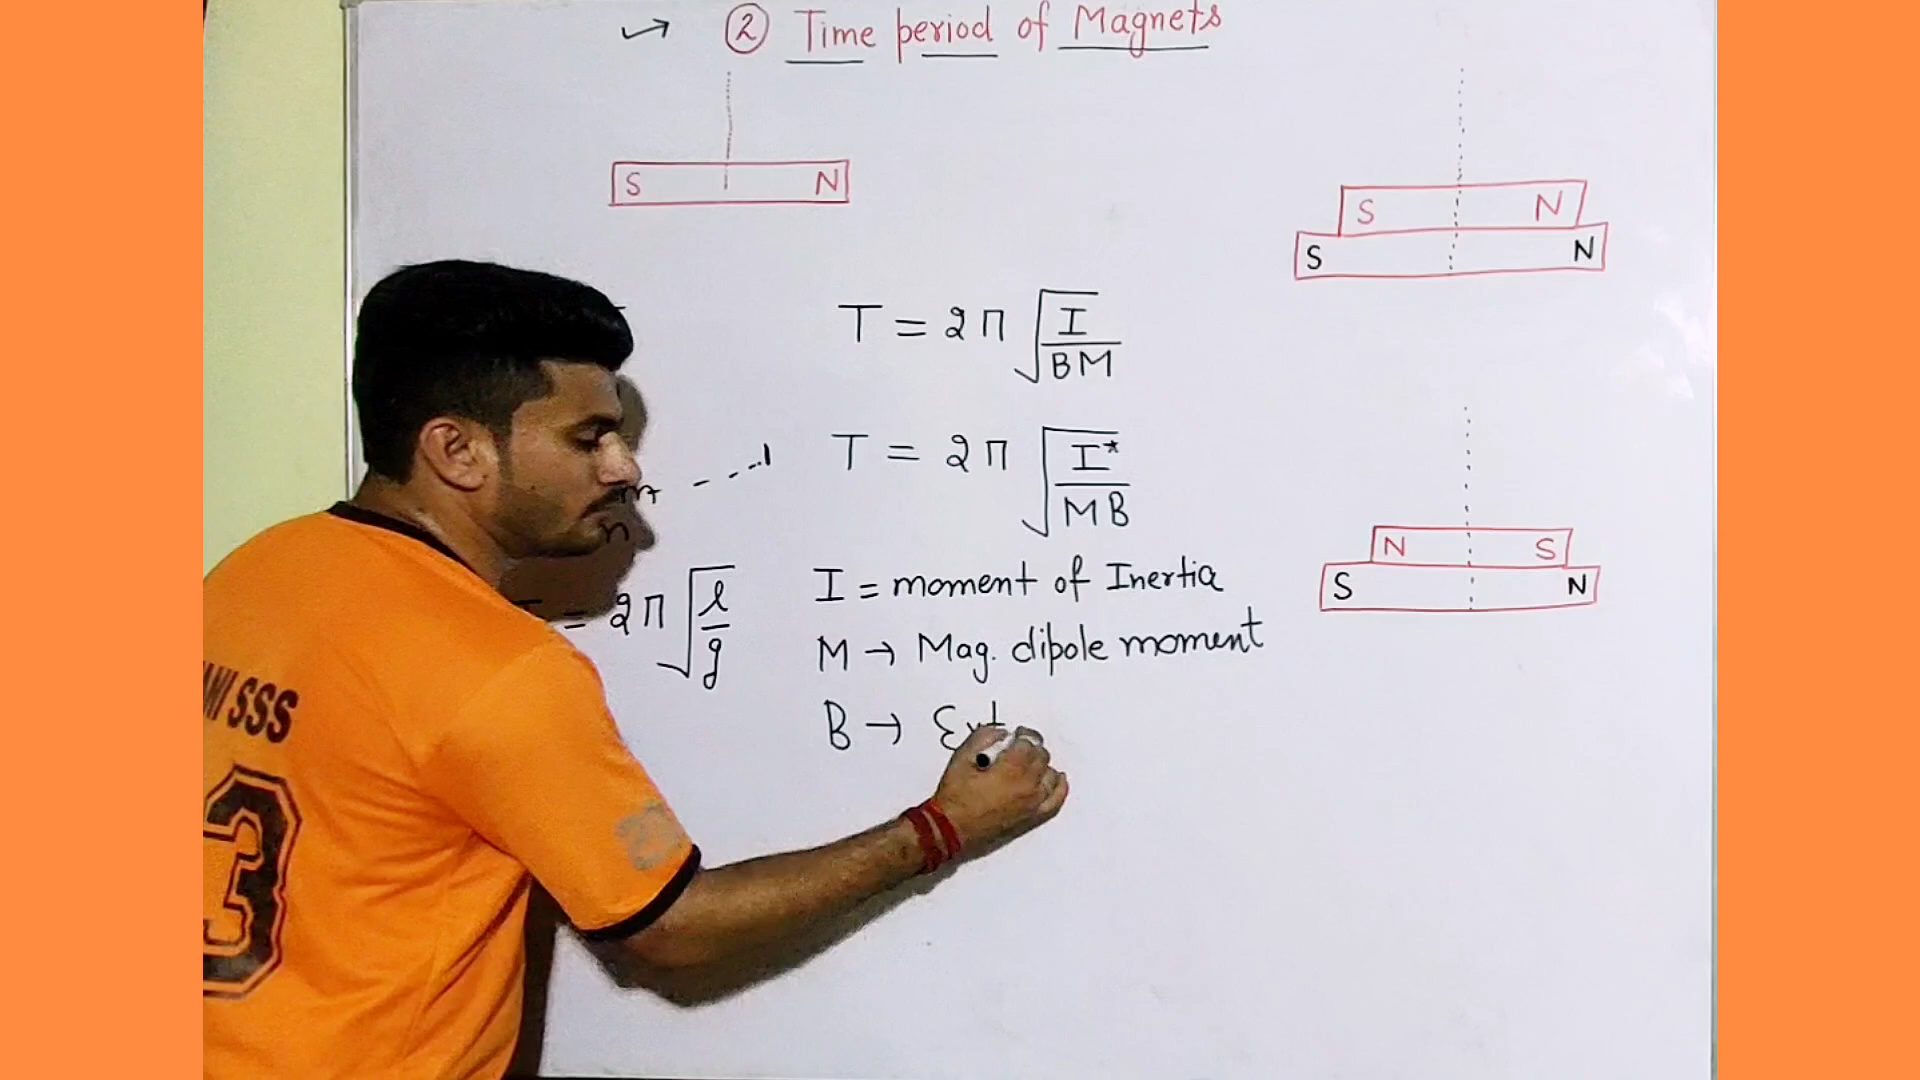 ② Time period of Magnets
S N
S N
S N
T = 2π √(I/BM)
T = 2π √(I*/MB)
N S
S N
m
n
= 2π √(l/g)
I = moment of Inertia
M → Mag. dipole moment
B → Ext
SSS
3